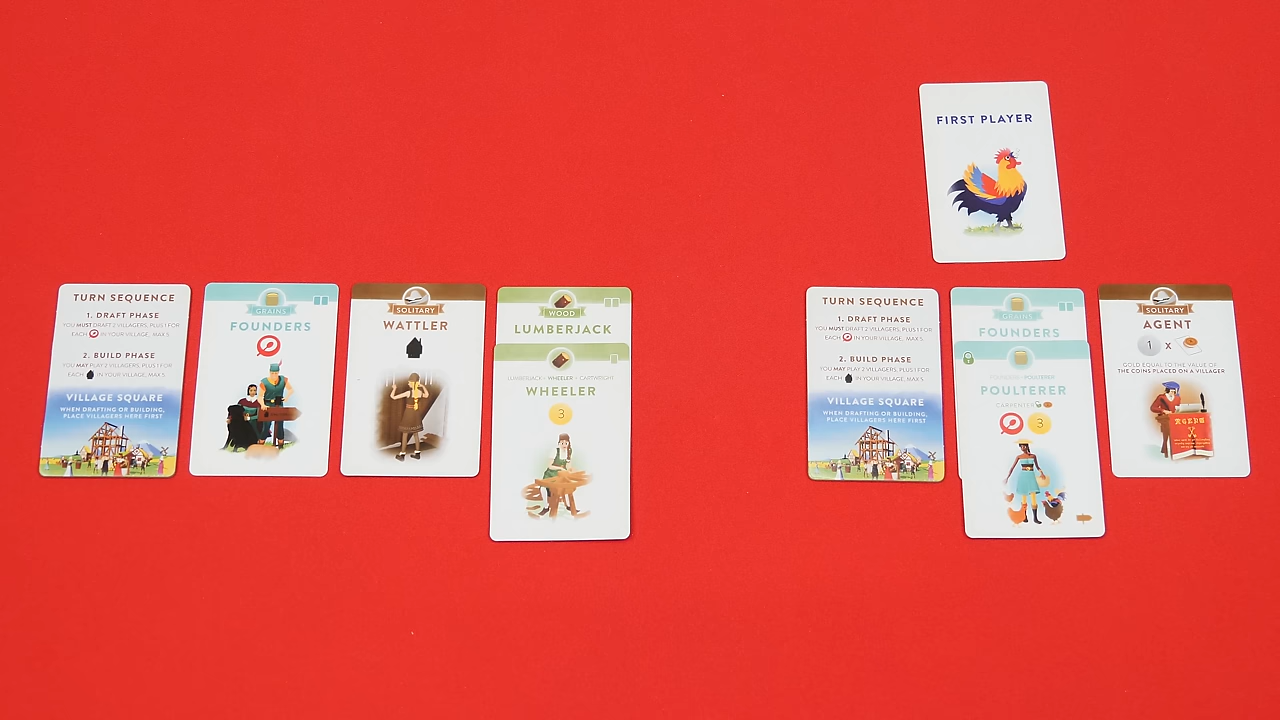 FIRST PLAYER
TURN SEQUENCE
1. DRAFT PHASE
YOU MUST DRAFT 2 VILLAGERS, PLUS 1 FOR
EACH IN YOUR VILLAGE, MAX 5.
2. BUILD PHASE
YOU MAY PLAY 2 VILLAGERS, PLUS 1 FOR
EACH IN YOUR VILLAGE, MAX 5.
VILLAGE SQUARE
WHEN DRAFTING OR BUILDING,
PLACE VILLAGERS HERE FIRST
GRAINS
FOUNDERS
SOLITARY
WATTLER
WOOD
LUMBERJACK
LUMBERJACK • WHEELER • CARTWRIGHT
WHEELER
3
TURN SEQUENCE
1. DRAFT PHASE
YOU MUST DRAFT 2 VILLAGERS, PLUS 1 FOR
EACH IN YOUR VILLAGE, MAX 5.
2. BUILD PHASE
YOU MAY PLAY 2 VILLAGERS, PLUS 1 FOR
EACH IN YOUR VILLAGE, MAX 5.
VILLAGE SQUARE
WHEN DRAFTING OR BUILDING,
PLACE VILLAGERS HERE FIRST
GRAINS
FOUNDERS
POULTERER
CARPENTER
3
SOLITARY
AGENT
1 x
GOLD EQUAL TO THE VALUE OF
THE COINS PLACED ON A VILLAGER